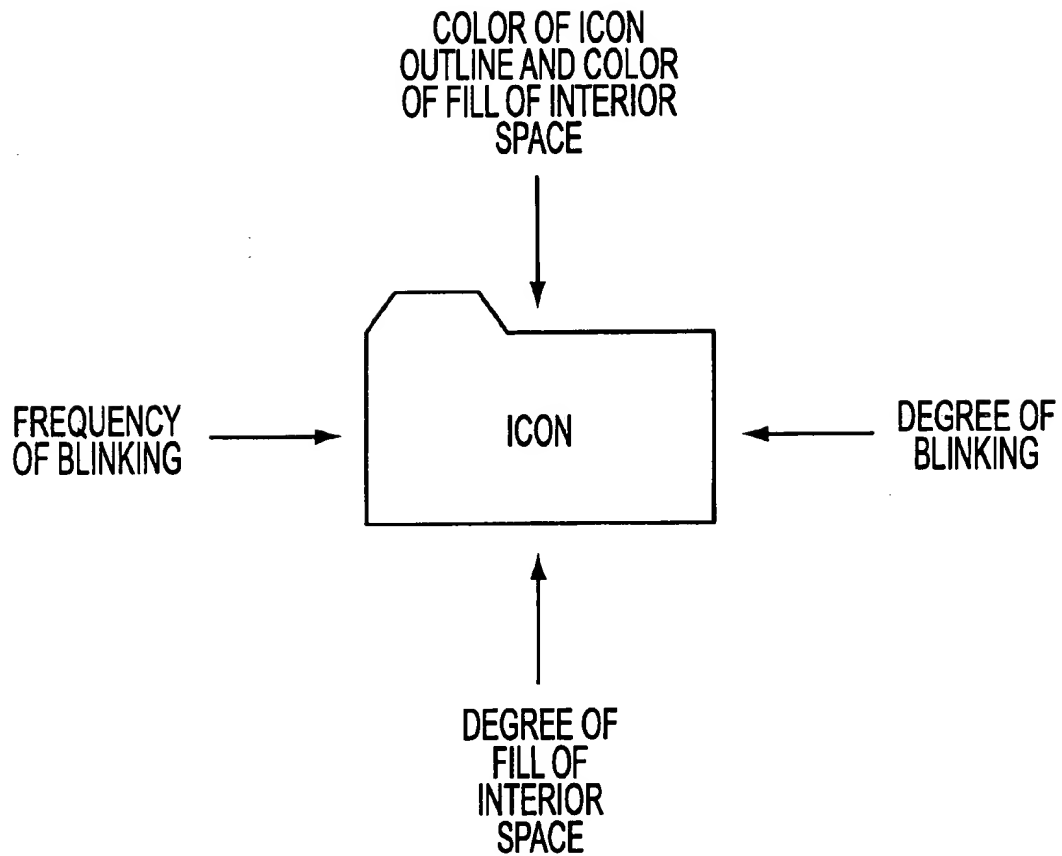 COLOR OF ICON
OUTLINE AND COLOR
OF FILL OF INTERIOR
SPACE
FREQUENCY
OF BLINKING
ICON
DEGREE OF
BLINKING
DEGREE OF
FILL OF
INTERIOR
SPACE